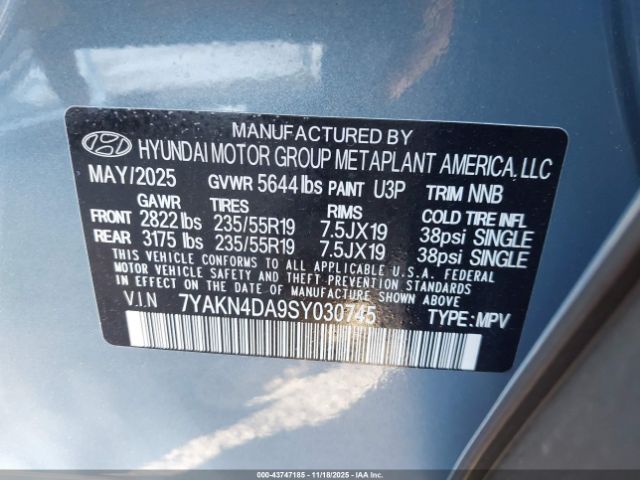 MANUFACTURED BY
HYUNDAI MOTOR GROUP METAPLANT AMERICA, LLC
MAY/2025 GVWR 5644 lbs PAINT U3P TRIM NNB
GAWR TIRES RIMS COLD TIRE INFL
FRONT 2822 lbs 235/55R19 7.5JX19 38psi SINGLE
REAR 3175 lbs 235/55R19 7.5JX19 38psi SINGLE
THIS VEHICLE CONFORMS TO ALL APPLICABLE U.S.A. FEDERAL
MOTOR VEHICLE SAFETY AND THEFT PREVENTION STANDARDS
IN EFFECT ON THE DATE OF MANUFACTURE SHOWN ABOVE.
V.I.N 7YAKN4DA9SY030745 TYPE: MPV
00-43747185 - 11/18/2025 - COPART